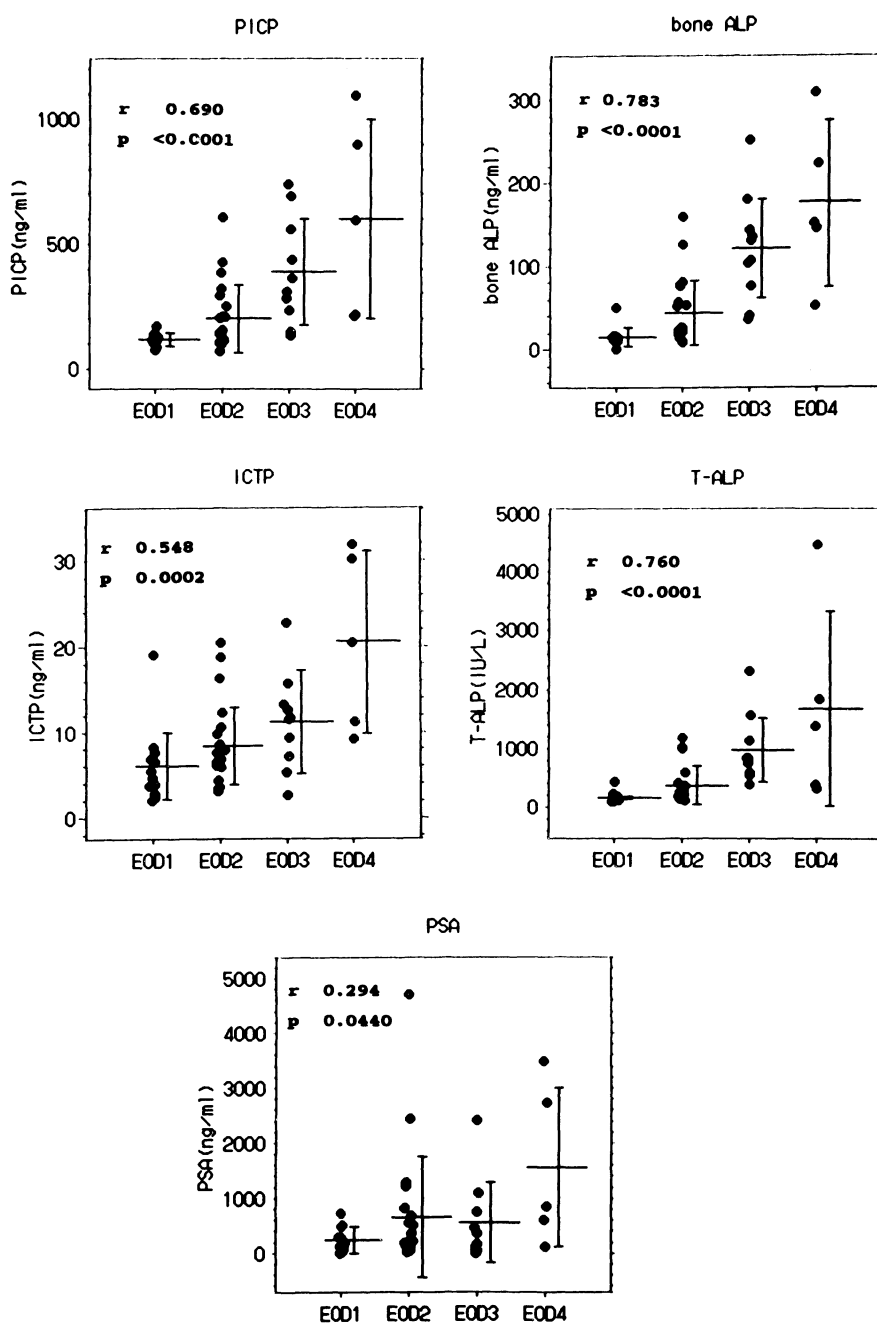 PICP
r 0.690
p <0.C001
1000
500
0
PICP(ng/ml)
EOD1 EOD2 EOD3 EOD4
bone ALP
r 0.783
p <0.0001
300
200
100
0
bone ALP(ng/ml)
EOD1 EOD2 EOD3 EOD4
ICTP
r 0.548
p 0.0002
30
20
10
0
ICTP(ng/ml)
EOD1 EOD2 EOD3 EOD4
T-ALP
r 0.760
p <0.0001
5000
4000
3000
2000
1000
0
T-ALP(IU/L)
EOD1 EOD2 EOD3 EOD4
PSA
r 0.294
p 0.0440
5000
4000
3000
2000
1000
0
PSA(ng/ml)
EOD1 EOD2 EOD3 EOD4